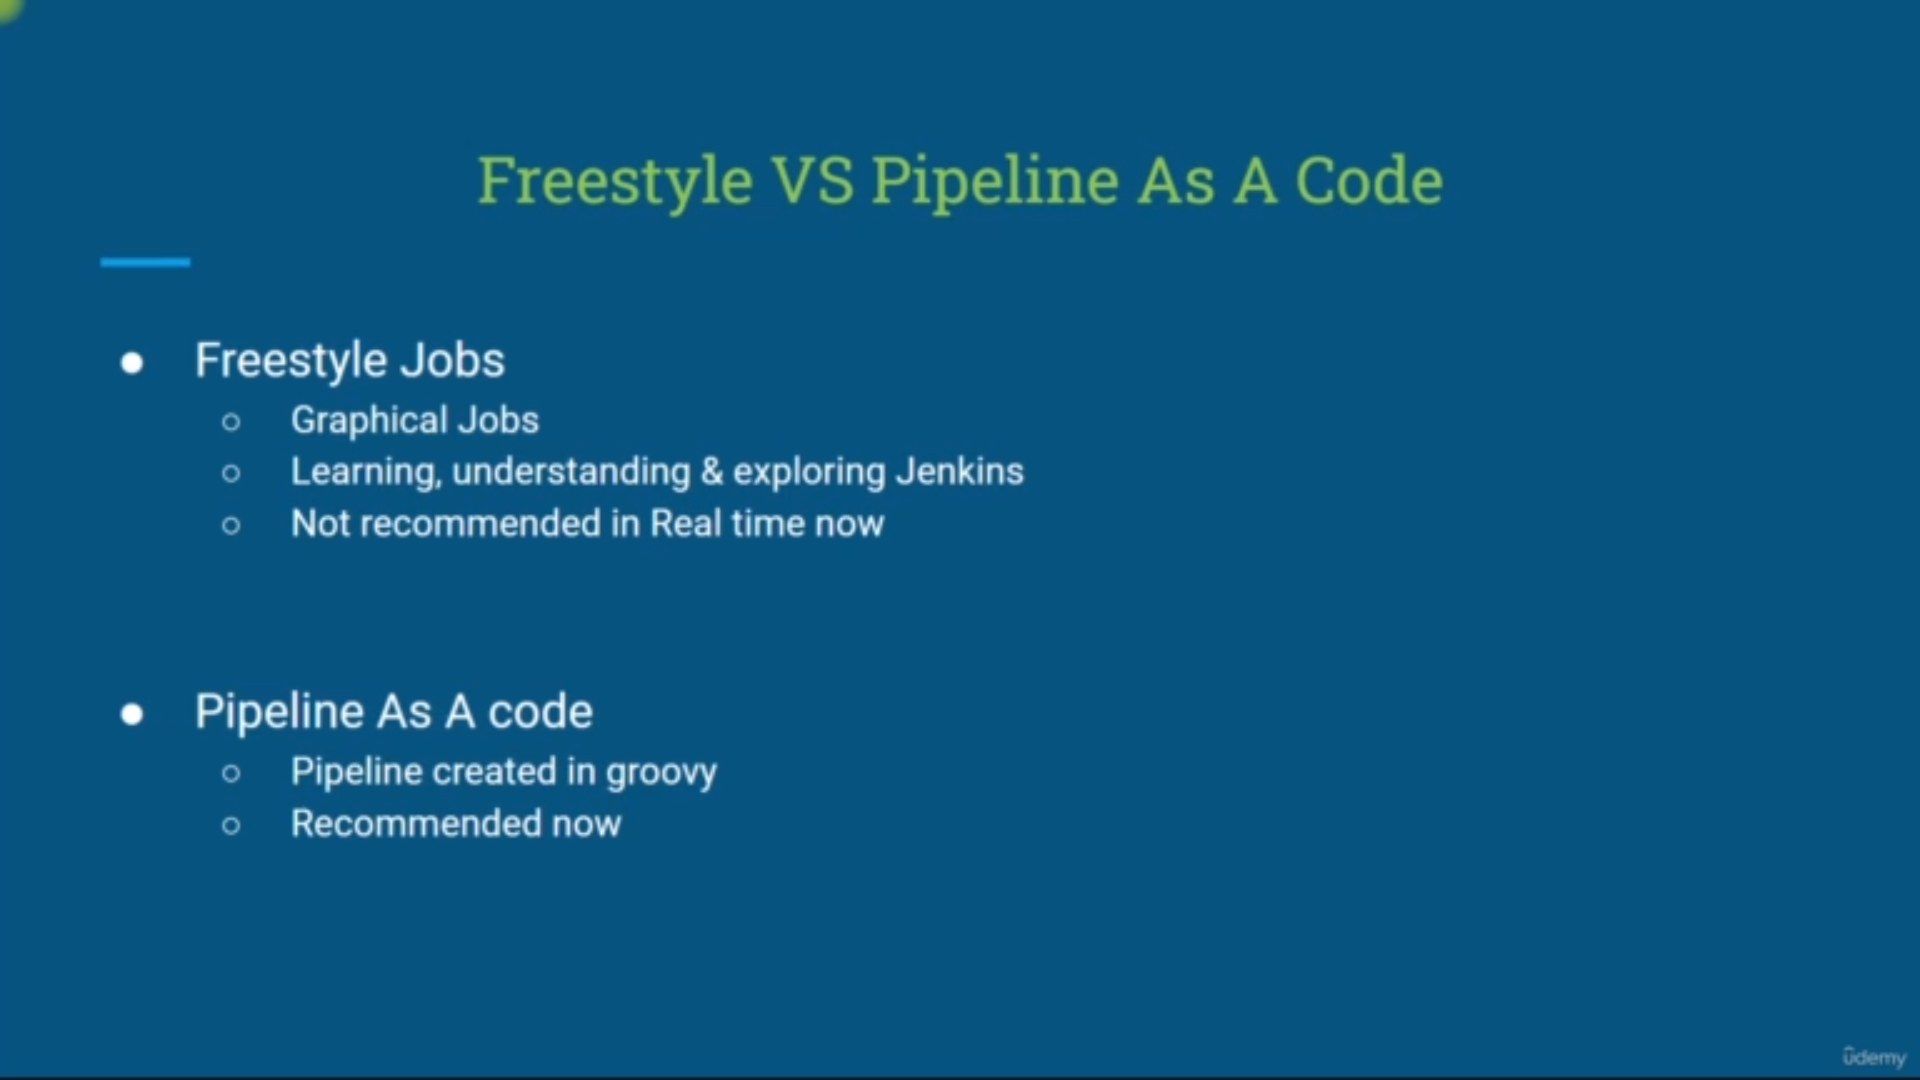 Freestyle VS Pipeline As A Code
● Freestyle Jobs
○ Graphical Jobs
○ Learning, understanding & exploring Jenkins
○ Not recommended in Real time now
● Pipeline As A code
○ Pipeline created in groovy
○ Recommended now
ûdemy